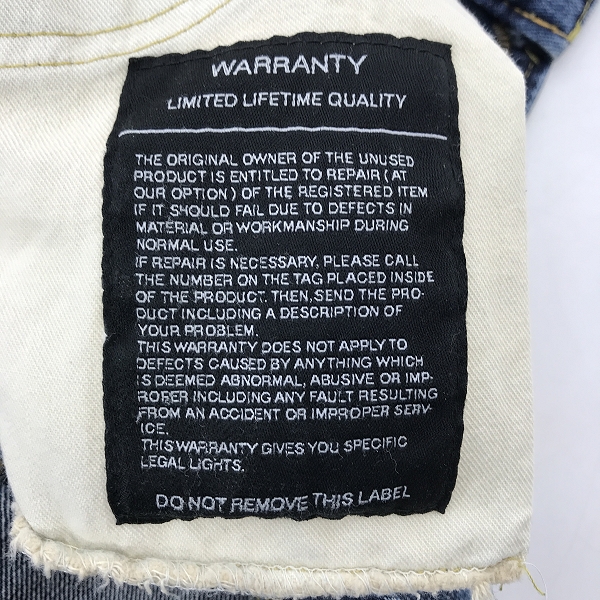 WARRANTY
LIMITED LIFETIME QUALITY
THE ORIGINAL OWNER OF THE UNUSED
PRODUCT IS ENTITLED TO REPAIR ( AT
OUR OPTION ) OF THE REGISTERED ITEM
IF IT SHOULD FAIL DUE TO DEFECTS IN
MATERIAL OR WORKMANSHIP DURING
NORMAL USE.
IF REPAIR IS NECESSARY, PLEASE CALL
THE NUMBER ON THE TAG PLACED INSIDE
OF THE PRODUCT. THEN, SEND THE PRO-
DUCT INCLUDING A DESCRIPTION OF
YOUR PROBLEM.
THIS WARRANTY DOES NOT APPLY TO
DEFECTS CAUSED BY ANYTHING WHICH
IS DEEMED ABNORMAL, ABUSIVE OR IMP-
ROPER INCLUDING ANY FAULT RESULTING
FROM AN ACCIDENT OR IMPROPER SERV-
ICE.
THIS WARRANTY GIVES YOU SPECIFIC
LEGAL LIGHTS.
DO NOT REMOVE THIS LABEL